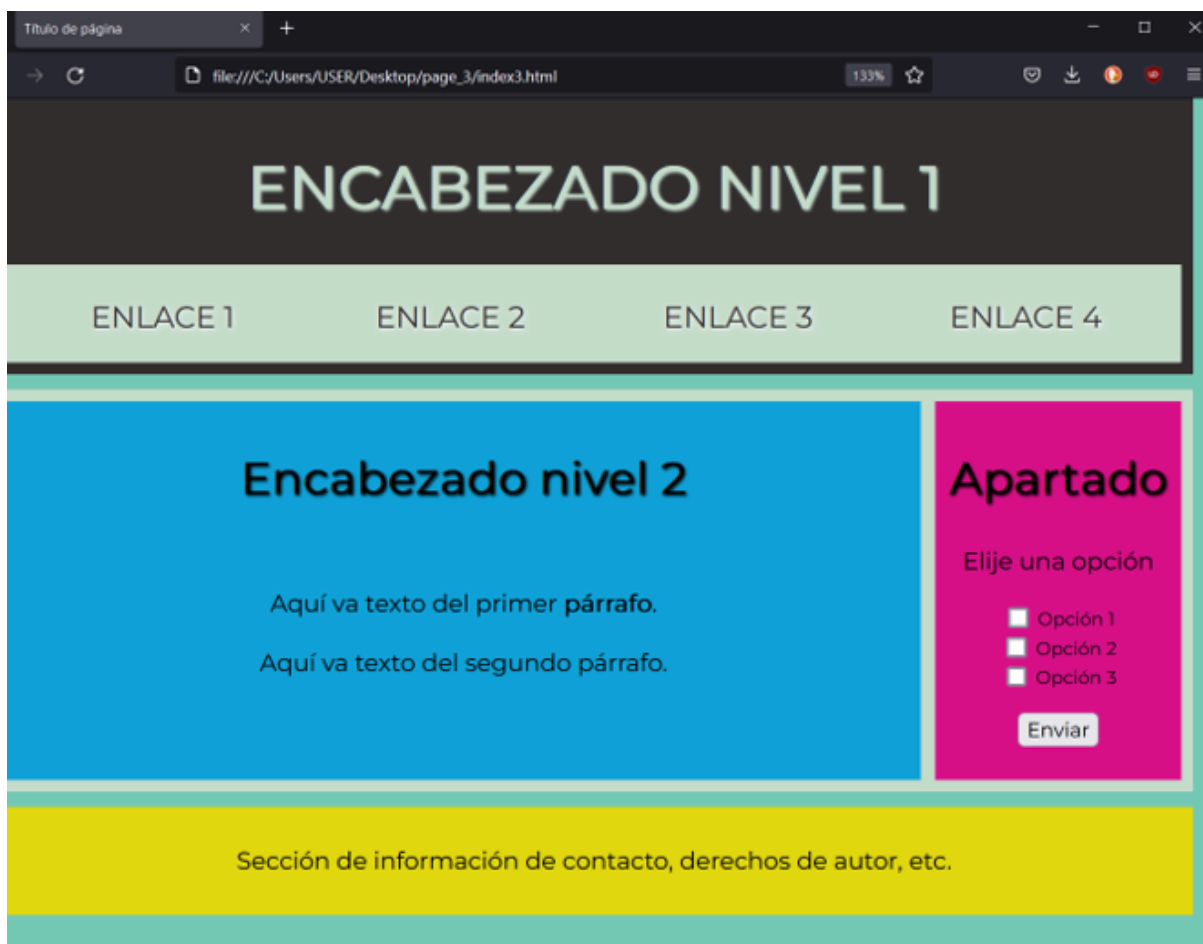 Título de página
file:///C:/Users/USER/Desktop/page_3/index3.html
133%
ENCABEZADO NIVEL 1
ENLACE 1 ENLACE 2 ENLACE 3 ENLACE 4
Encabezado nivel 2
Aquí va texto del primer párrafo.
Aquí va texto del segundo párrafo.
Apartado
Elije una opción
Opción 1
Opción 2
Opción 3
Enviar
Sección de información de contacto, derechos de autor, etc.